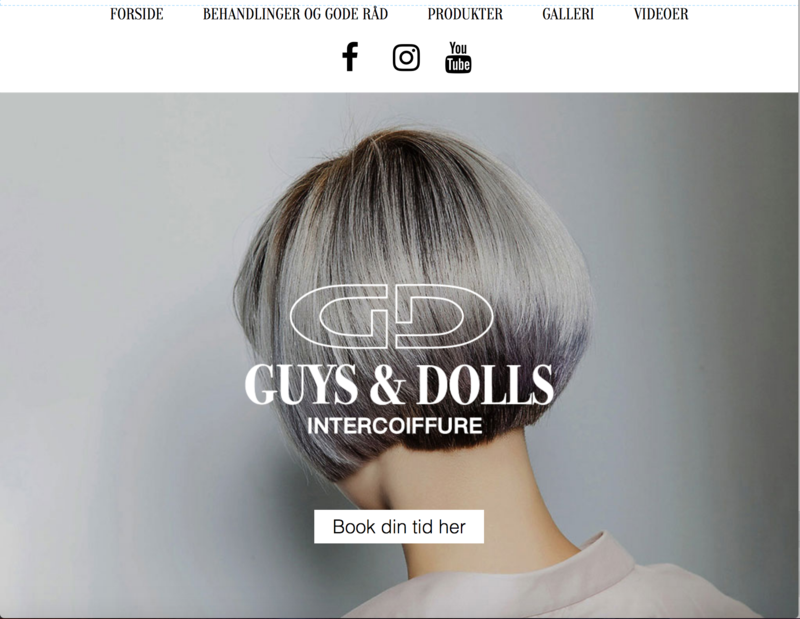 FORSIDE BEHANDLINGER OG GODE RÅD PRODUKTER GALLERI VIDEOER
You
Tube
GD
GUYS & DOLLS
INTERCOIFFURE
Book din tid her